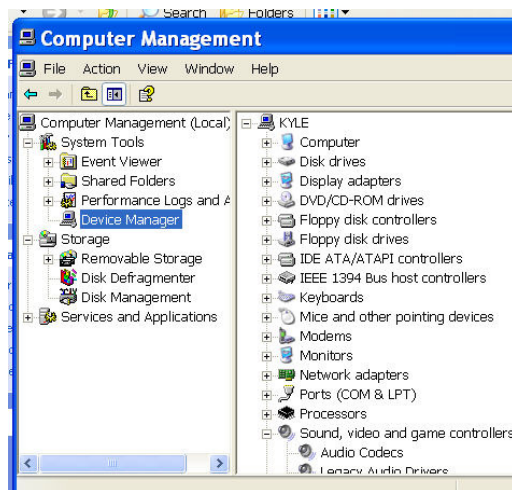 Search Folders
Computer Management
File Action View Window Help
Computer Management (Local)
System Tools
Event Viewer
Shared Folders
Performance Logs and A
Device Manager
Storage
Removable Storage
Disk Defragmenter
Disk Management
Services and Applications
KYLE
Computer
Disk drives
Display adapters
DVD/CD-ROM drives
Floppy disk controllers
Floppy disk drives
IDE ATA/ATAPI controllers
IEEE 1394 Bus host controllers
Keyboards
Mice and other pointing devices
Modems
Monitors
Network adapters
Ports (COM & LPT)
Processors
Sound, video and game controllers
Audio Codecs
Legacy Audio Drivers